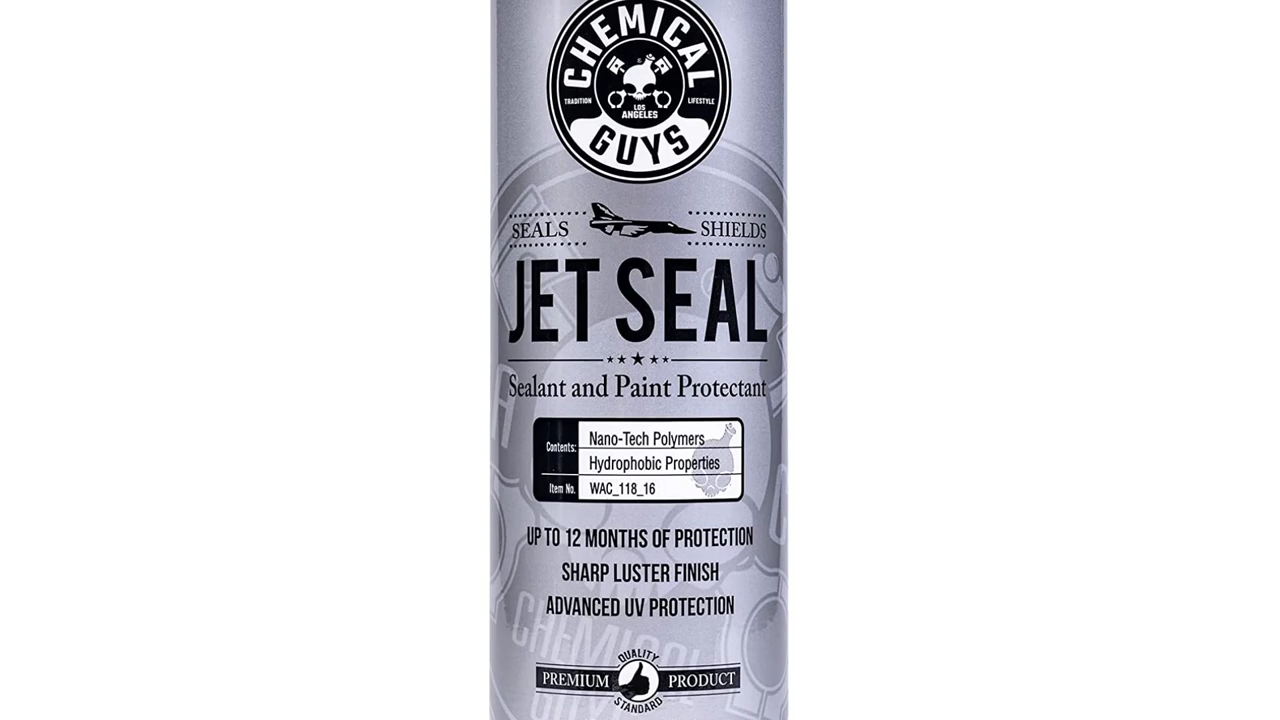 CHEMICAL
TRADITION
LIFESTYLE
LOS
ANGELES
GUYS
SEALS
SHIELDS
JET SEAL
Sealant and Paint Protectant
Contents: Nano-Tech Polymers
Hydrophobic Properties
Item No. WAC_118_16
UP TO 12 MONTHS OF PROTECTION
SHARP LUSTER FINISH
ADVANCED UV PROTECTION
CHEMICAL
GUYS
QUALITY
PREMIUM PRODUCT
STANDARD